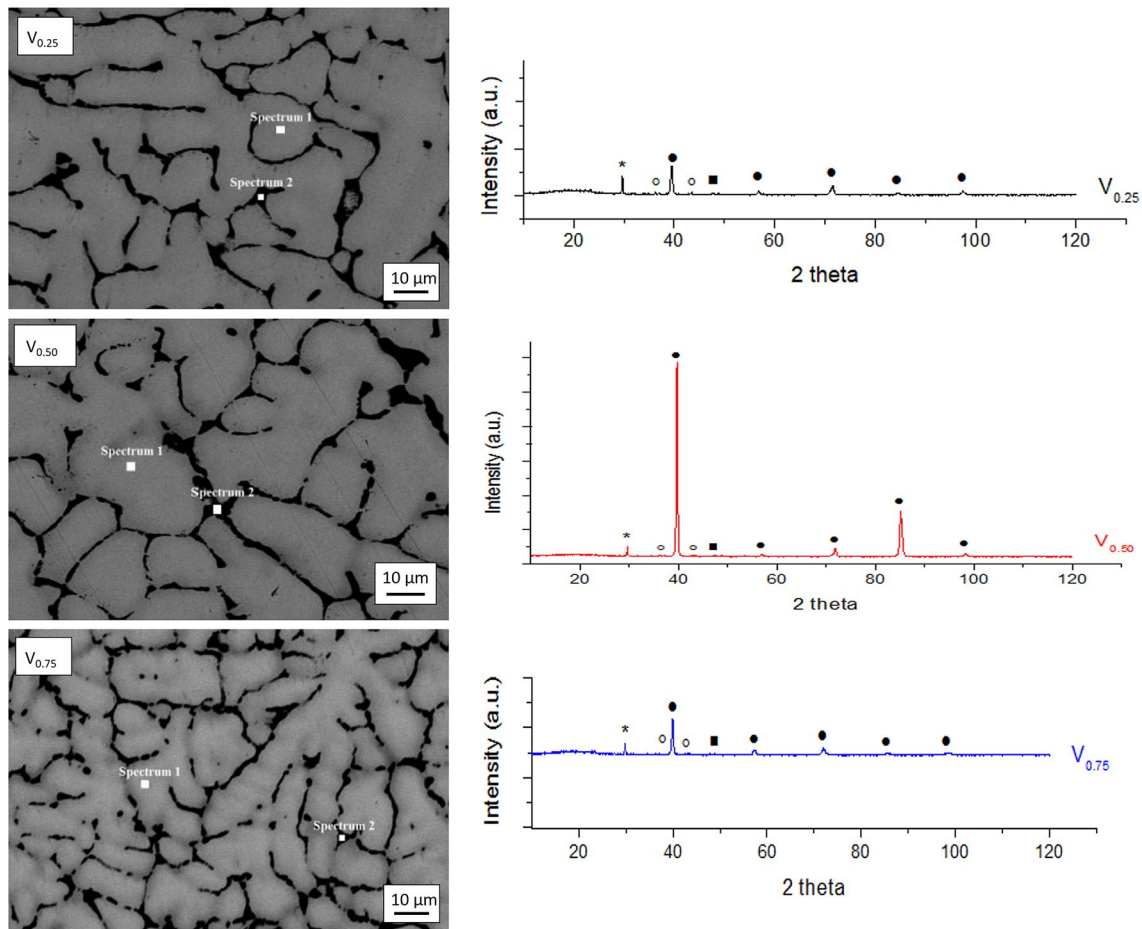 V0.25
Spectrum 1
Spectrum 2
10 µm
Intensity (a.u.)
*
20 40 60 80 100 120
2 theta
V0.25
V0.50
Spectrum 1
Spectrum 2
10 µm
Intensity (a.u.)
*
20 40 60 80 100 120
2 theta
V0.50
V0.75
Spectrum 1
Spectrum 2
10 µm
Intensity (a.u.)
*
20 40 60 80 100 120
2 theta
V0.75